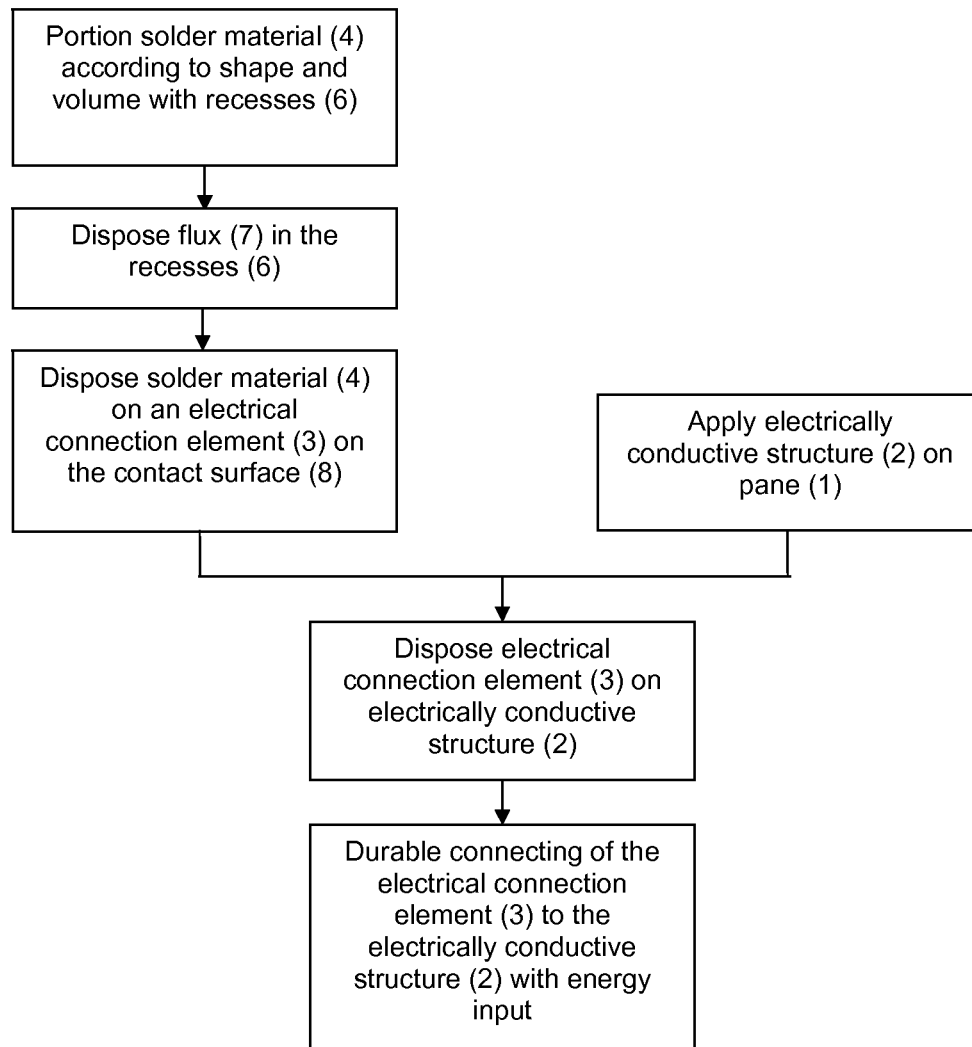 Portion solder material (4)
according to shape and
volume with recesses (6)
Dispose flux (7) in the
recesses (6)
Dispose solder material (4)
on an electrical
connection element (3) on
the contact surface (8)
Apply electrically
conductive structure (2) on
pane (1)
Dispose electrical
connection element (3) on
electrically conductive
structure (2)
Durable connecting of the
electrical connection
element (3) to the
electrically conductive
structure (2) with energy
input